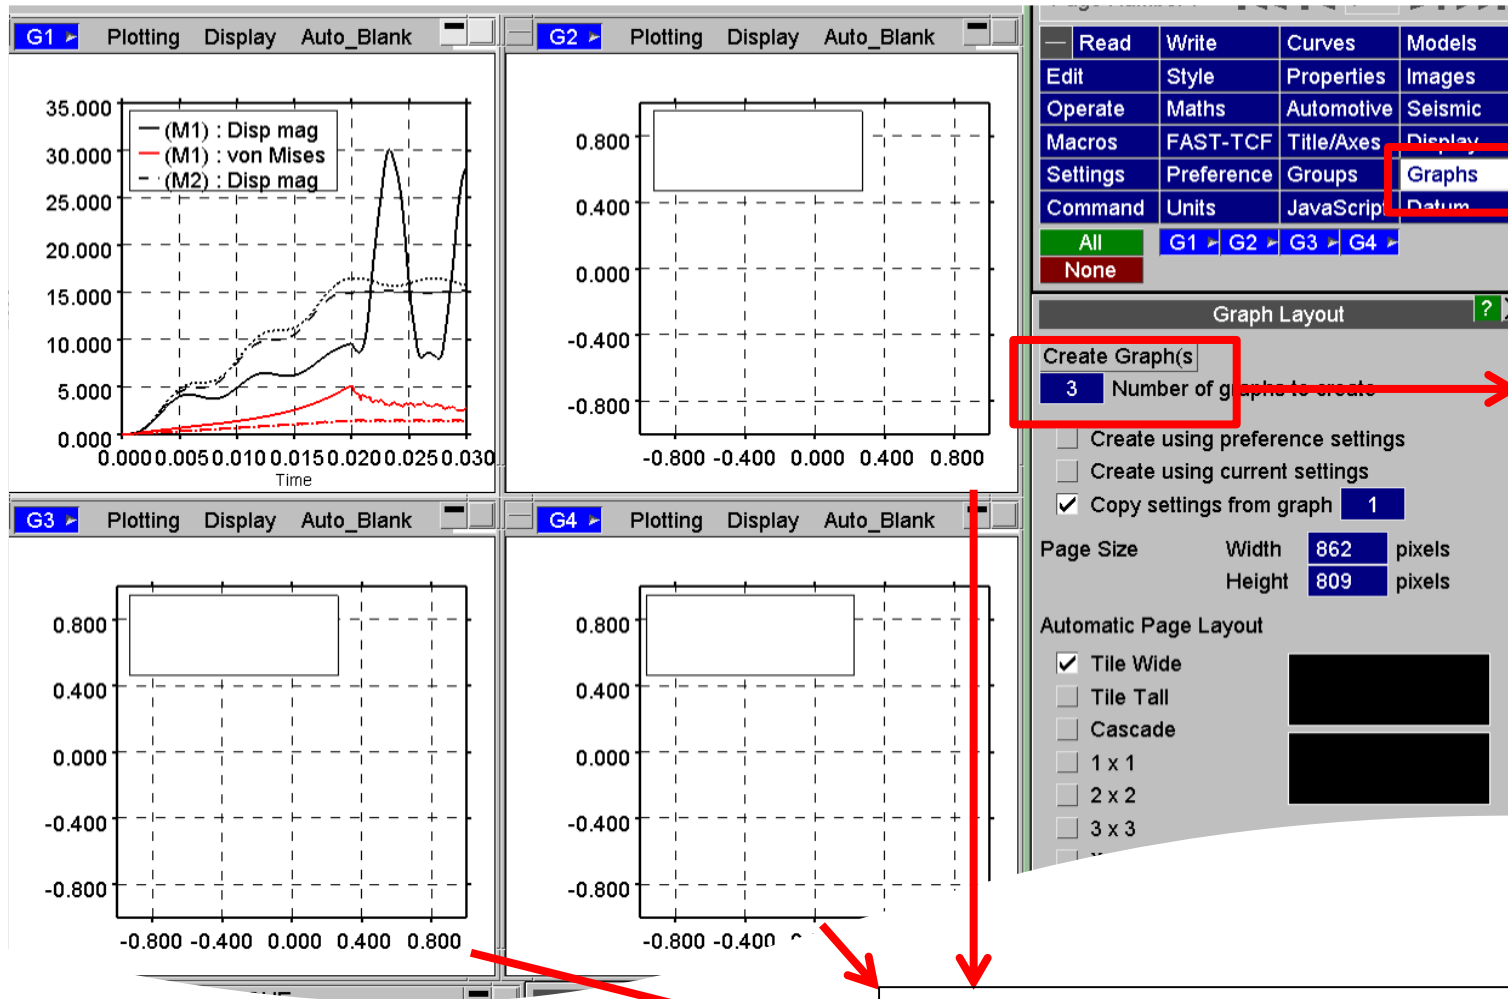 G1 Plotting Display Auto_Blank
35.000
30.000
25.000
20.000
15.000
10.000
5.000
0.000
(M1) : Disp mag
(M1) : von Mises
(M2) : Disp mag
0.000 0.005 0.010 0.015 0.020 0.025 0.030
Time
G2 Plotting Display Auto_Blank
0.800
0.400
0.000
-0.400
-0.800
-0.800 -0.400 0.000 0.400 0.800
G3 Plotting Display Auto_Blank
0.800
0.400
0.000
-0.400
-0.800
-0.800 -0.400 0.000 0.400 0.800
G4 Plotting Display Auto_Blank
0.800
0.400
0.000
-0.400
-0.800
-0.800 -0.400
Read Write Curves Models
Edit Style Properties Images
Operate Maths Automotive Seismic
Macros FAST-TCF Title/Axes Display
Settings Preference Groups Graphs
Command Units JavaScript Datum
All G1 G2 G3 G4
None
Graph Layout ?
Create Graph(s
3 Number of graphs to create
Create using preference settings
Create using current settings
Copy settings from graph 1
Page Size Width 862 pixels
Height 809 pixels
Automatic Page Layout
Tile Wide
Tile Tall
Cascade
1 x 1
2 x 2
3 x 3